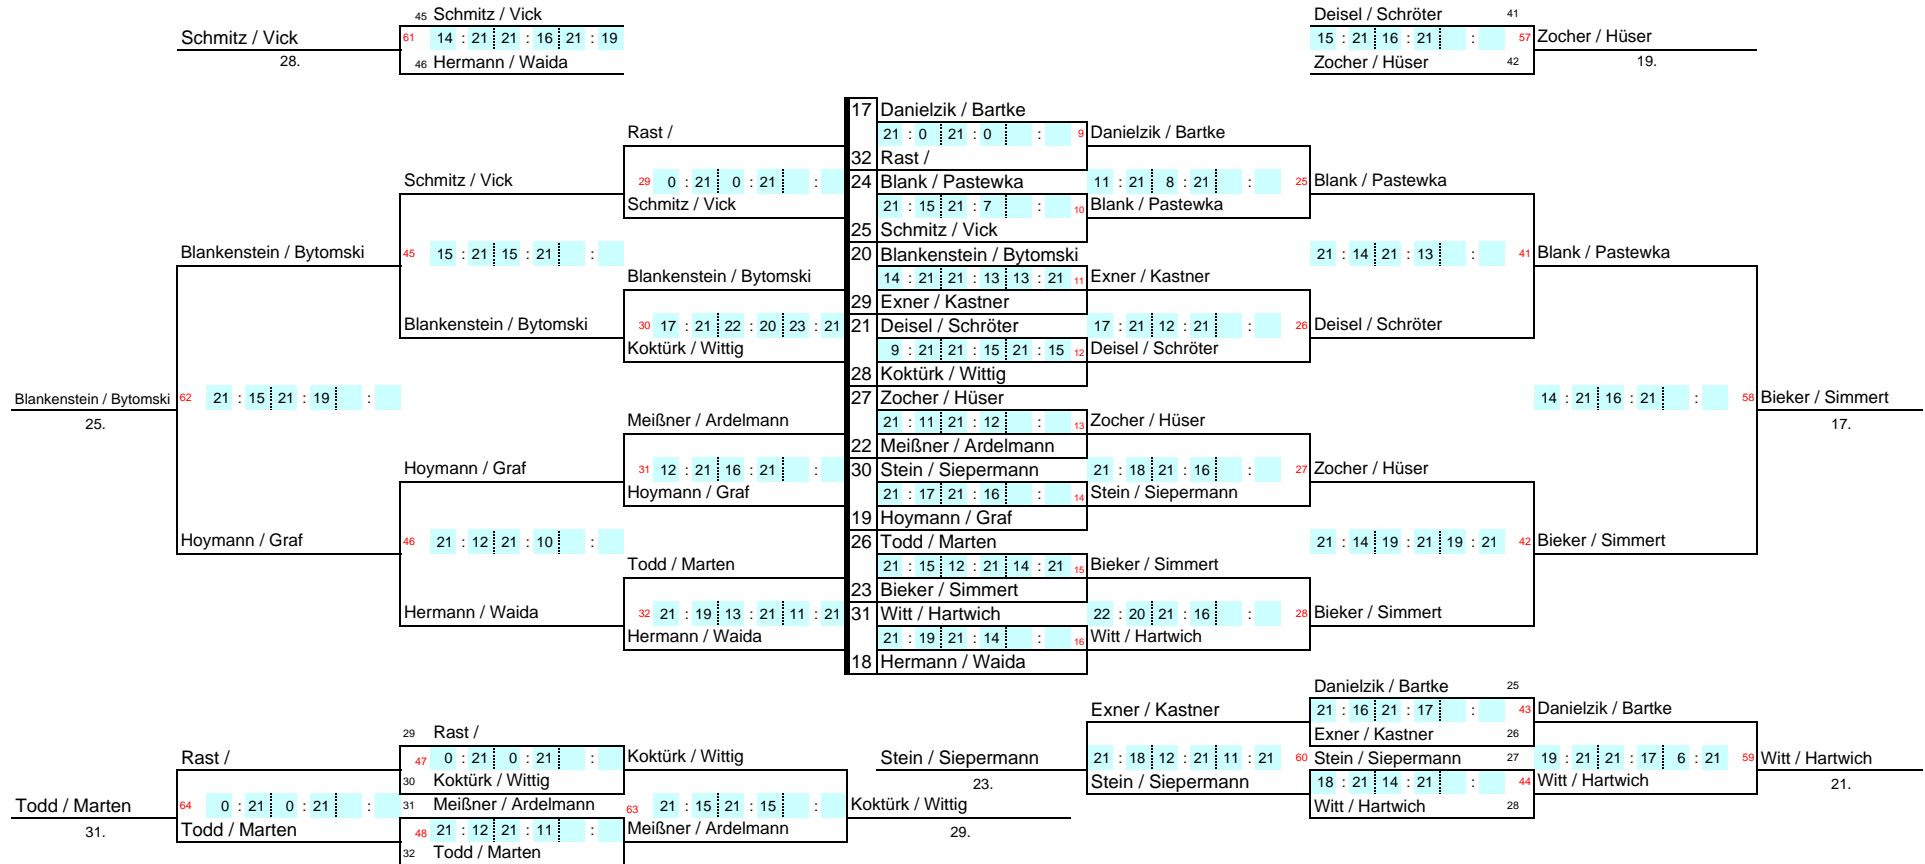 45 Schmitz / Vick
Deisel / Schröter 41
Schmitz / Vick 61 14 : 21 21 : 16 21 : 19
15 : 21 16 : 21 : 57 Zocher / Hüser
28. 46 Hermann / Waida
Zocher / Hüser 42 19.
17 Danielzik / Bartke
Rast / 21 : 0 21 : 0 : 9 Danielzik / Bartke
32 Rast /
Schmitz / Vick 29 0 : 21 0 : 21 : 24 Blank / Pastewka 11 : 21 8 : 21 : 25 Blank / Pastewka
Schmitz / Vick 21 : 15 21 : 7 : 10 Blank / Pastewka
25 Schmitz / Vick
Blankenstein / Bytomski 45 15 : 21 15 : 21 : 20 Blankenstein / Bytomski 21 : 14 21 : 13 : 41 Blank / Pastewka
Blankenstein / Bytomski 14 : 21 21 : 13 13 : 21 11 Exner / Kastner
29 Exner / Kastner
Blankenstein / Bytomski 30 17 : 21 22 : 20 23 : 21 21 Deisel / Schröter 17 : 21 12 : 21 : 26 Deisel / Schröter
Koktürk / Wittig 9 : 21 21 : 15 21 : 15 12 Deisel / Schröter
28 Koktürk / Wittig
Blankenstein / Bytomski 62 21 : 15 21 : 19 : 27 Zocher / Hüser 14 : 21 16 : 21 : 58 Bieker / Simmert
25. Meißner / Ardelmann 21 : 11 21 : 12 : 13 Zocher / Hüser 17.
22 Meißner / Ardelmann
Hoymann / Graf 31 12 : 21 16 : 21 : 30 Stein / Siepermann 21 : 18 21 : 16 : 27 Zocher / Hüser
Hoymann / Graf 21 : 17 21 : 16 : 14 Stein / Siepermann
19 Hoymann / Graf
Hoymann / Graf 46 21 : 12 21 : 10 : 26 Todd / Marten 21 : 14 19 : 21 19 : 21 42 Bieker / Simmert
Todd / Marten 21 : 15 12 : 21 14 : 21 15 Bieker / Simmert
23 Bieker / Simmert
Hermann / Waida 32 21 : 19 13 : 21 11 : 21 31 Witt / Hartwich 22 : 20 21 : 16 : 28 Bieker / Simmert
Hermann / Waida 21 : 19 21 : 14 : 16 Witt / Hartwich
18 Hermann / Waida
Danielzik / Bartke 25
Exner / Kastner 21 : 16 21 : 17 : 43 Danielzik / Bartke
29 Rast / Exner / Kastner 26
Rast / 47 0 : 21 0 : 21 : Koktürk / Wittig Stein / Siepermann 21 : 18 12 : 21 11 : 21 60 Stein / Siepermann 27 19 : 21 21 : 17 6 : 21 59 Witt / Hartwich
30 Koktürk / Wittig 23. Stein / Siepermann 18 : 21 14 : 21 : 44 Witt / Hartwich 21.
Todd / Marten 64 0 : 21 0 : 21 : 31 Meißner / Ardelmann 63 21 : 15 21 : 15 : Koktürk / Wittig Witt / Hartwich 28
31. Todd / Marten 48 21 : 12 21 : 11 : Meißner / Ardelmann 29.
32 Todd / Marten